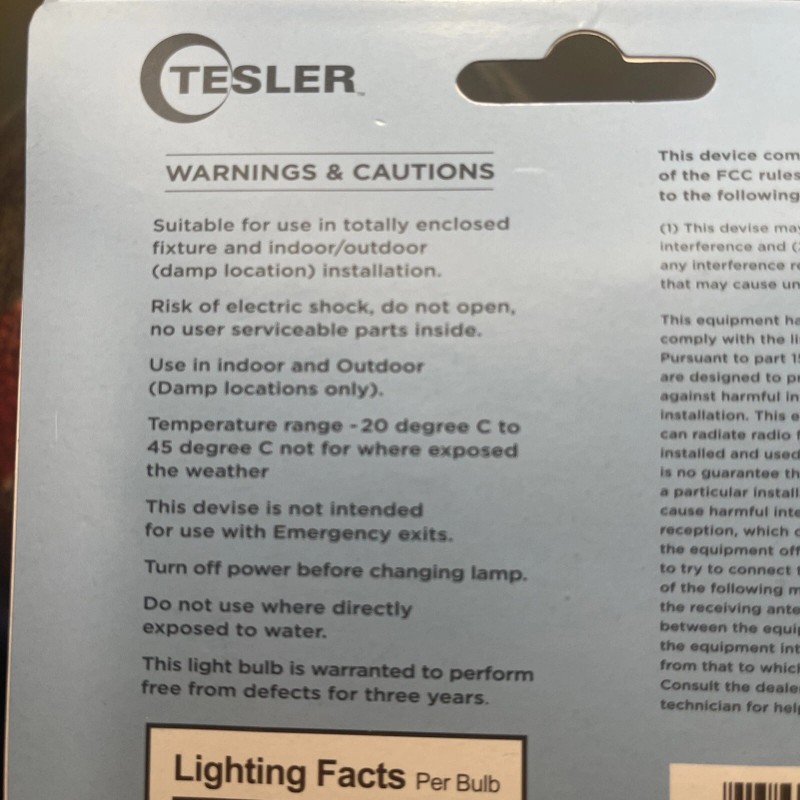 TESLER™
WARNINGS & CAUTIONS
Suitable for use in totally enclosed
fixture and indoor/outdoor
(damp location) installation.
Risk of electric shock, do not open,
no user serviceable parts inside.
Use in indoor and Outdoor
(Damp locations only).
Temperature range -20 degree C to
45 degree C not for where exposed
the weather
This devise is not intended
for use with Emergency exits.
Turn off power before changing lamp.
Do not use where directly
exposed to water.
This light bulb is warranted to perform
free from defects for three years.
Lighting Facts Per Bulb
This device com
of the FCC rules
to the following
(1) This devise may
interference and (
any interference re
that may cause un
This equipment ha
comply with the li
Pursuant to part 15
are designed to pr
against harmful in
installation. This e
can radiate radio f
installed and used
is no guarantee th
a particular install
cause harmful inte
reception, which c
the equipment off
to try to connect t
of the following m
the receiving ante
between the equip
the equipment int
from that to which
Consult the deale
technician for help